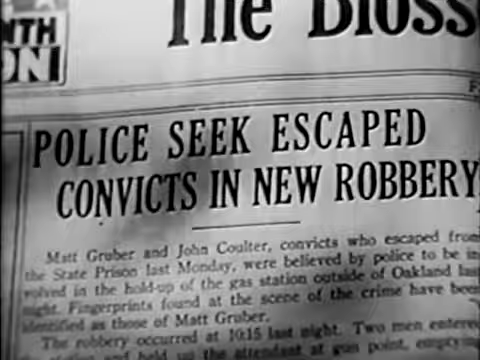 NTH
ON!
The Bloss
POLICE SEEK ESCAPED
CONVICTS IN NEW ROBBERY
Matt Gruber and John Coulter, convicts who escaped from
the State Prison last Monday, were believed by police to be in
volved in the hold-up of the gas station outside of Oakland last
night. Fingerprints found at the scene of the crime have been
identified as those of Matt Gruber.
The robbery occurred at 10:15 last night. Two men entered
station and held up the attendant at gun point, emptying